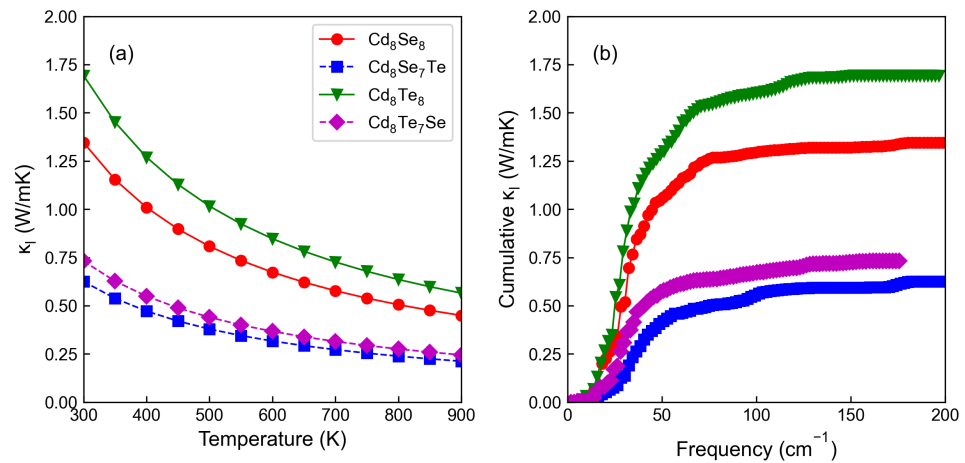 (a)
Cd₈Se₈
Cd₈Se₇Te
Cd₈Te₈
Cd₈Te₇Se
κₗ (W/mK)
2.00
1.75
1.50
1.25
1.00
0.75
0.50
0.25
0.00
300 400 500 600 700 800 900
Temperature (K)
(b)
Cumulative κₗ (W/mK)
2.00
1.75
1.50
1.25
1.00
0.75
0.50
0.25
0.00
0 50 100 150 200
Frequency (cm⁻¹)